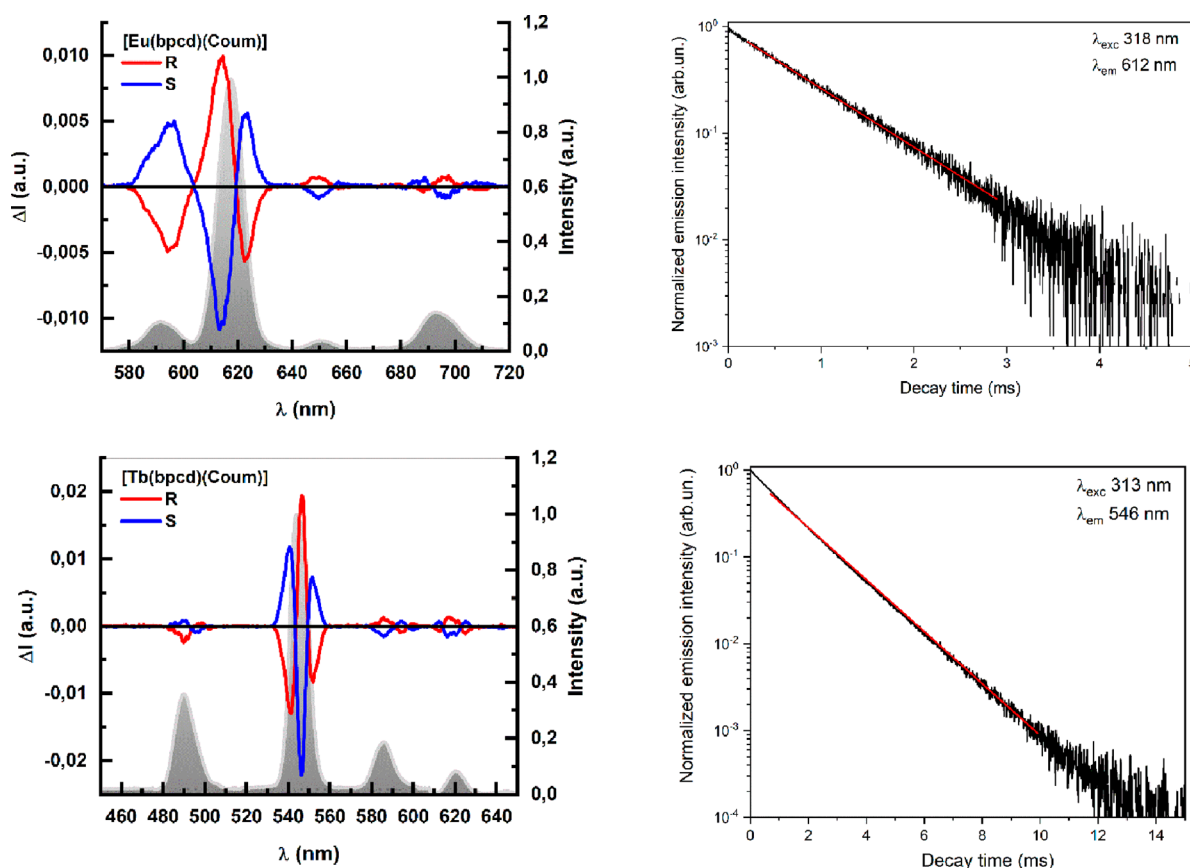 [Eu(bpcd)(Coum)]
R
S
0,010
0,005
0,000
-0,005
-0,010
ΔI (a.u.)
1,2
1,0
0,8
0,6
0,4
0,2
0,0
Intensity (a.u.)
580 600 620 640 660 680 700 720
λ (nm)
λexc 318 nm
λem 612 nm
10⁰
10⁻¹
10⁻²
10⁻³
Normalized emission intesnsity (arb.un.)
0 1 2 3 4
Decay time (ms)
[Tb(bpcd)(Coum)]
R
S
0,02
0,01
0,00
-0,01
-0,02
ΔI (a.u.)
1,2
1,0
0,8
0,6
0,4
0,2
0,0
Intensity (a.u.)
460 480 500 520 540 560 580 600 620 640
λ (nm)
λexc 313 nm
λem 546 nm
10⁰
10⁻¹
10⁻²
10⁻³
10⁻⁴
Normalized emission intensity (arb.un.)
0 2 4 6 8 10 12 14
Decay time (ms)